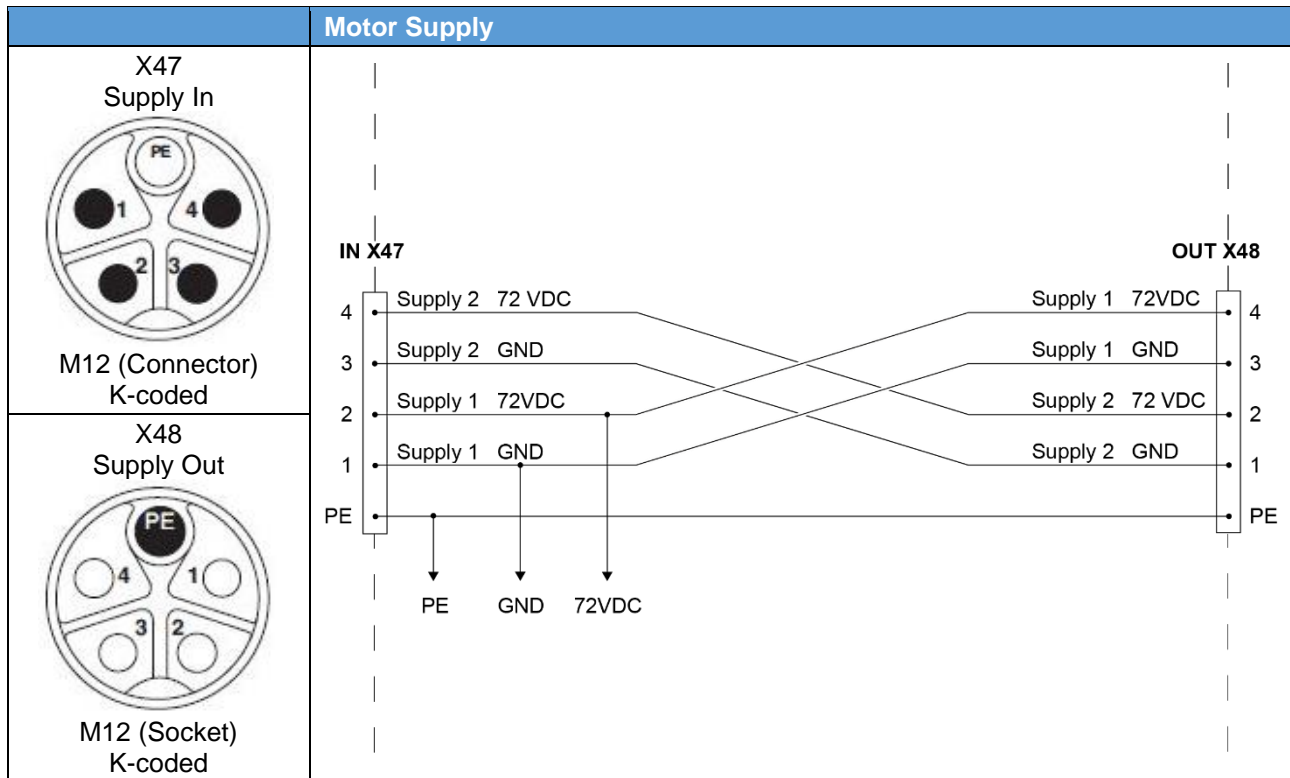 Motor Supply
X47
Supply In
PE
1
4
2
3
M12 (Connector)
K-coded
X48
Supply Out
PE
4
1
3
2
M12 (Socket)
K-coded
IN X47
OUT X48
4 Supply 2 72 VDC Supply 1 72VDC 4
3 Supply 2 GND Supply 1 GND 3
2 Supply 1 72VDC Supply 2 72 VDC 2
1 Supply 1 GND Supply 2 GND 1
PE PE
PE GND 72VDC